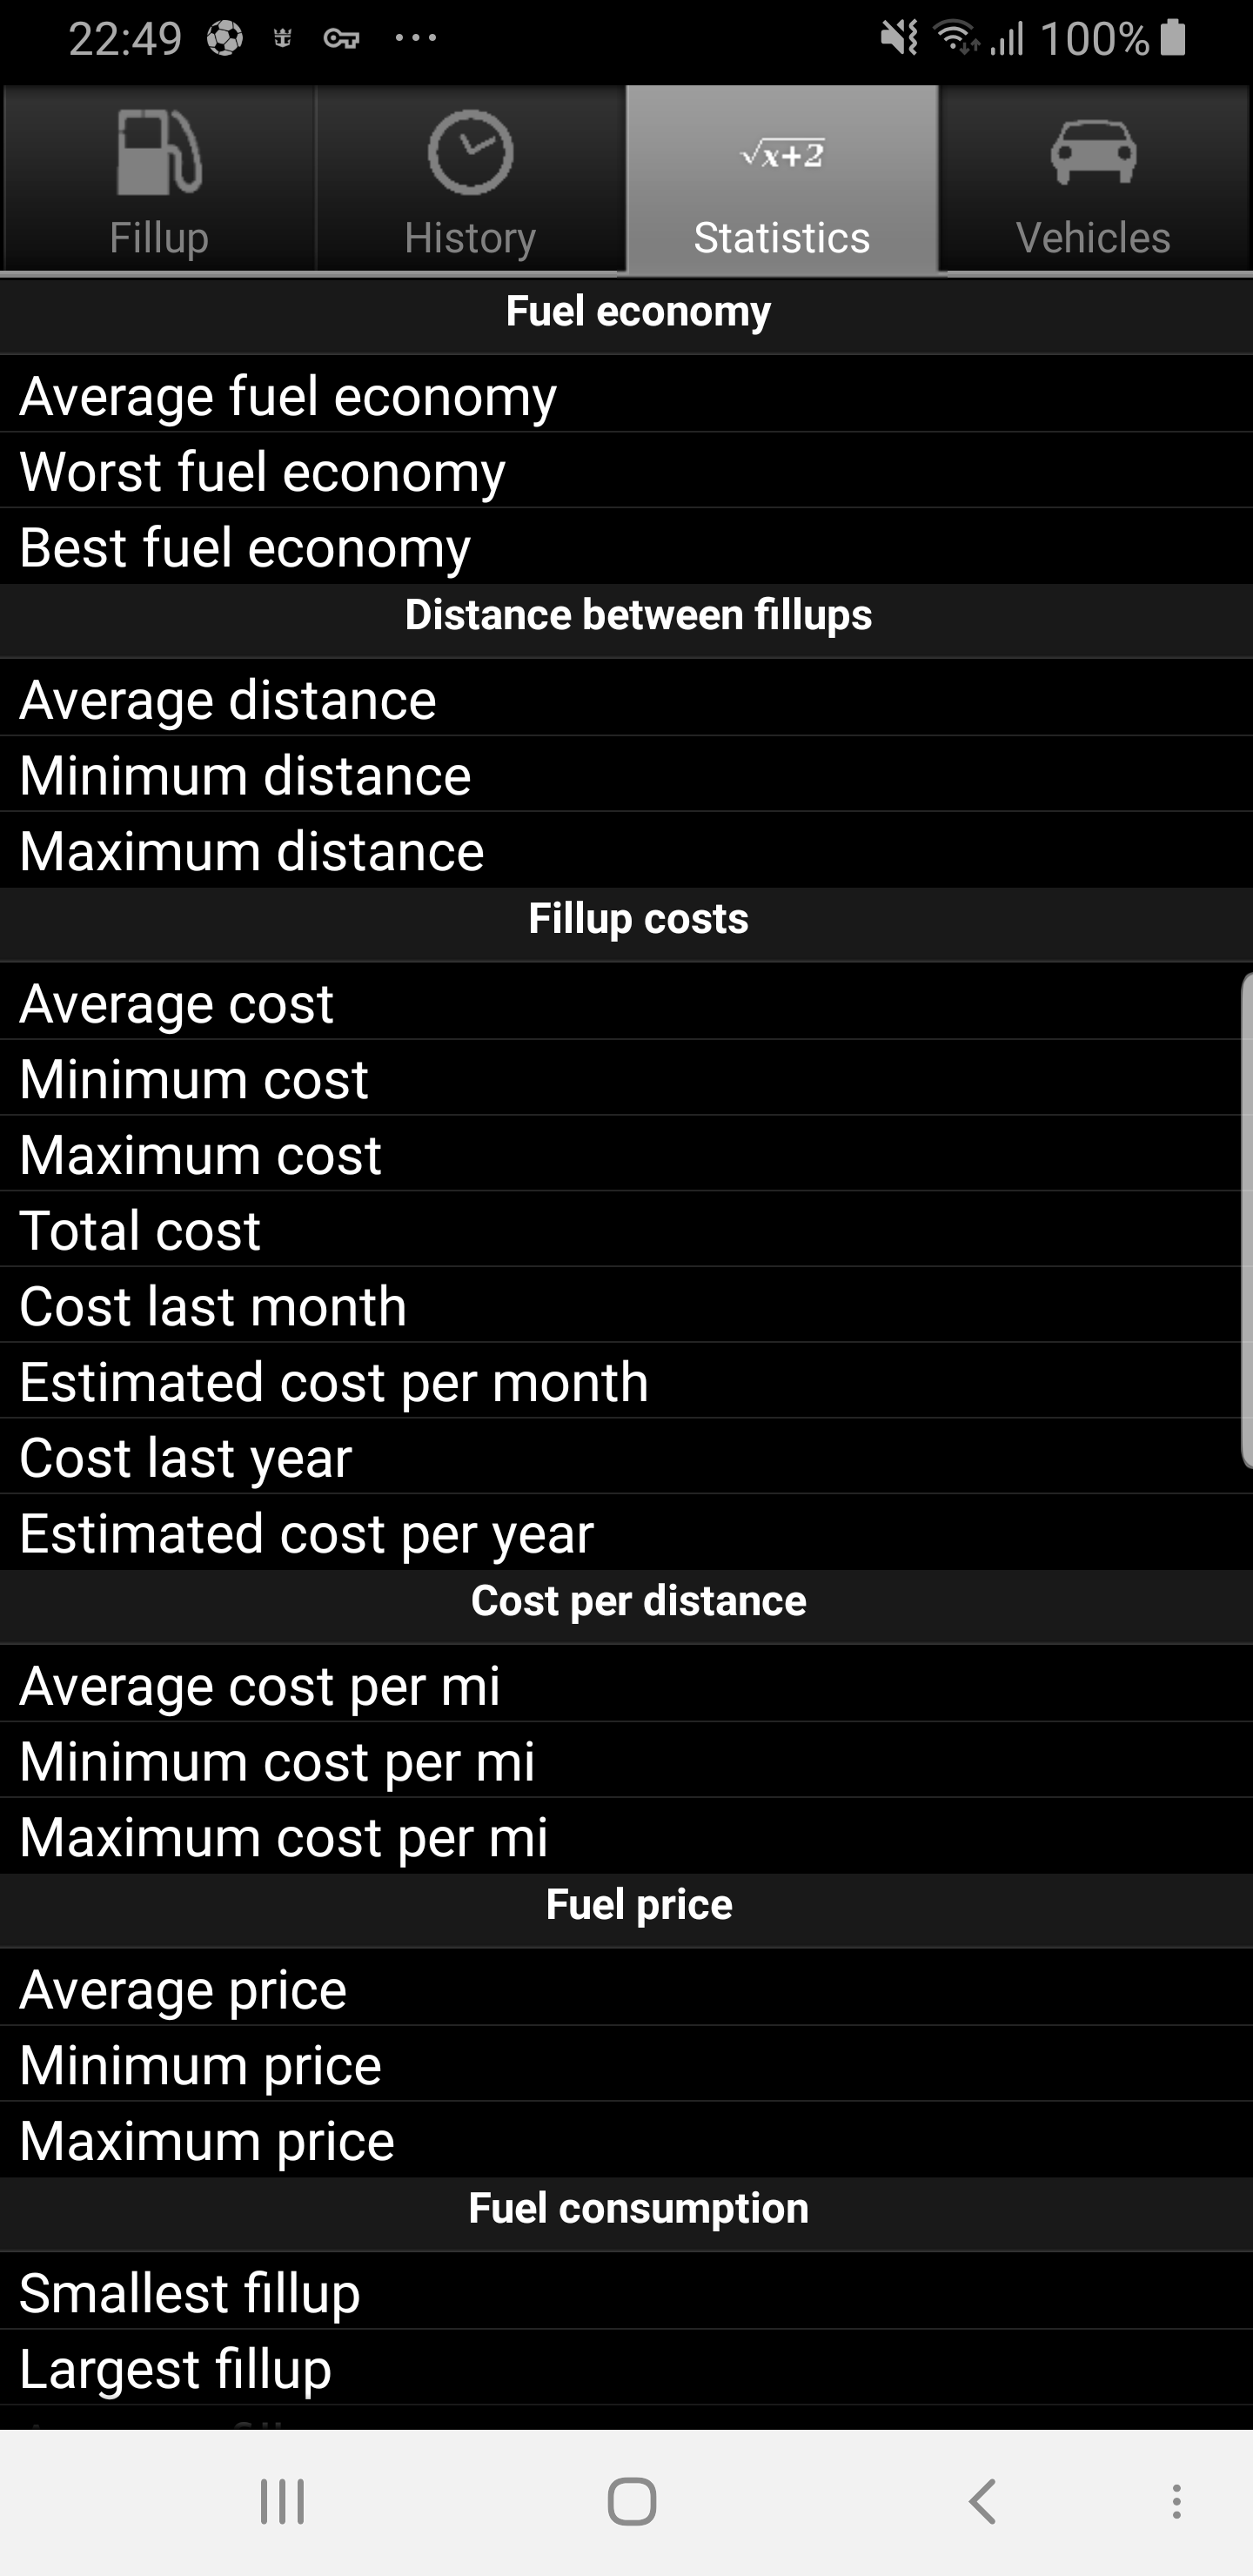 22:49
100%
√x+2
Fillup
History
Statistics
Vehicles
Fuel economy
Average fuel economy
Worst fuel economy
Best fuel economy
Distance between fillups
Average distance
Minimum distance
Maximum distance
Fillup costs
Average cost
Minimum cost
Maximum cost
Total cost
Cost last month
Estimated cost per month
Cost last year
Estimated cost per year
Cost per distance
Average cost per mi
Minimum cost per mi
Maximum cost per mi
Fuel price
Average price
Minimum price
Maximum price
Fuel consumption
Smallest fillup
Largest fillup